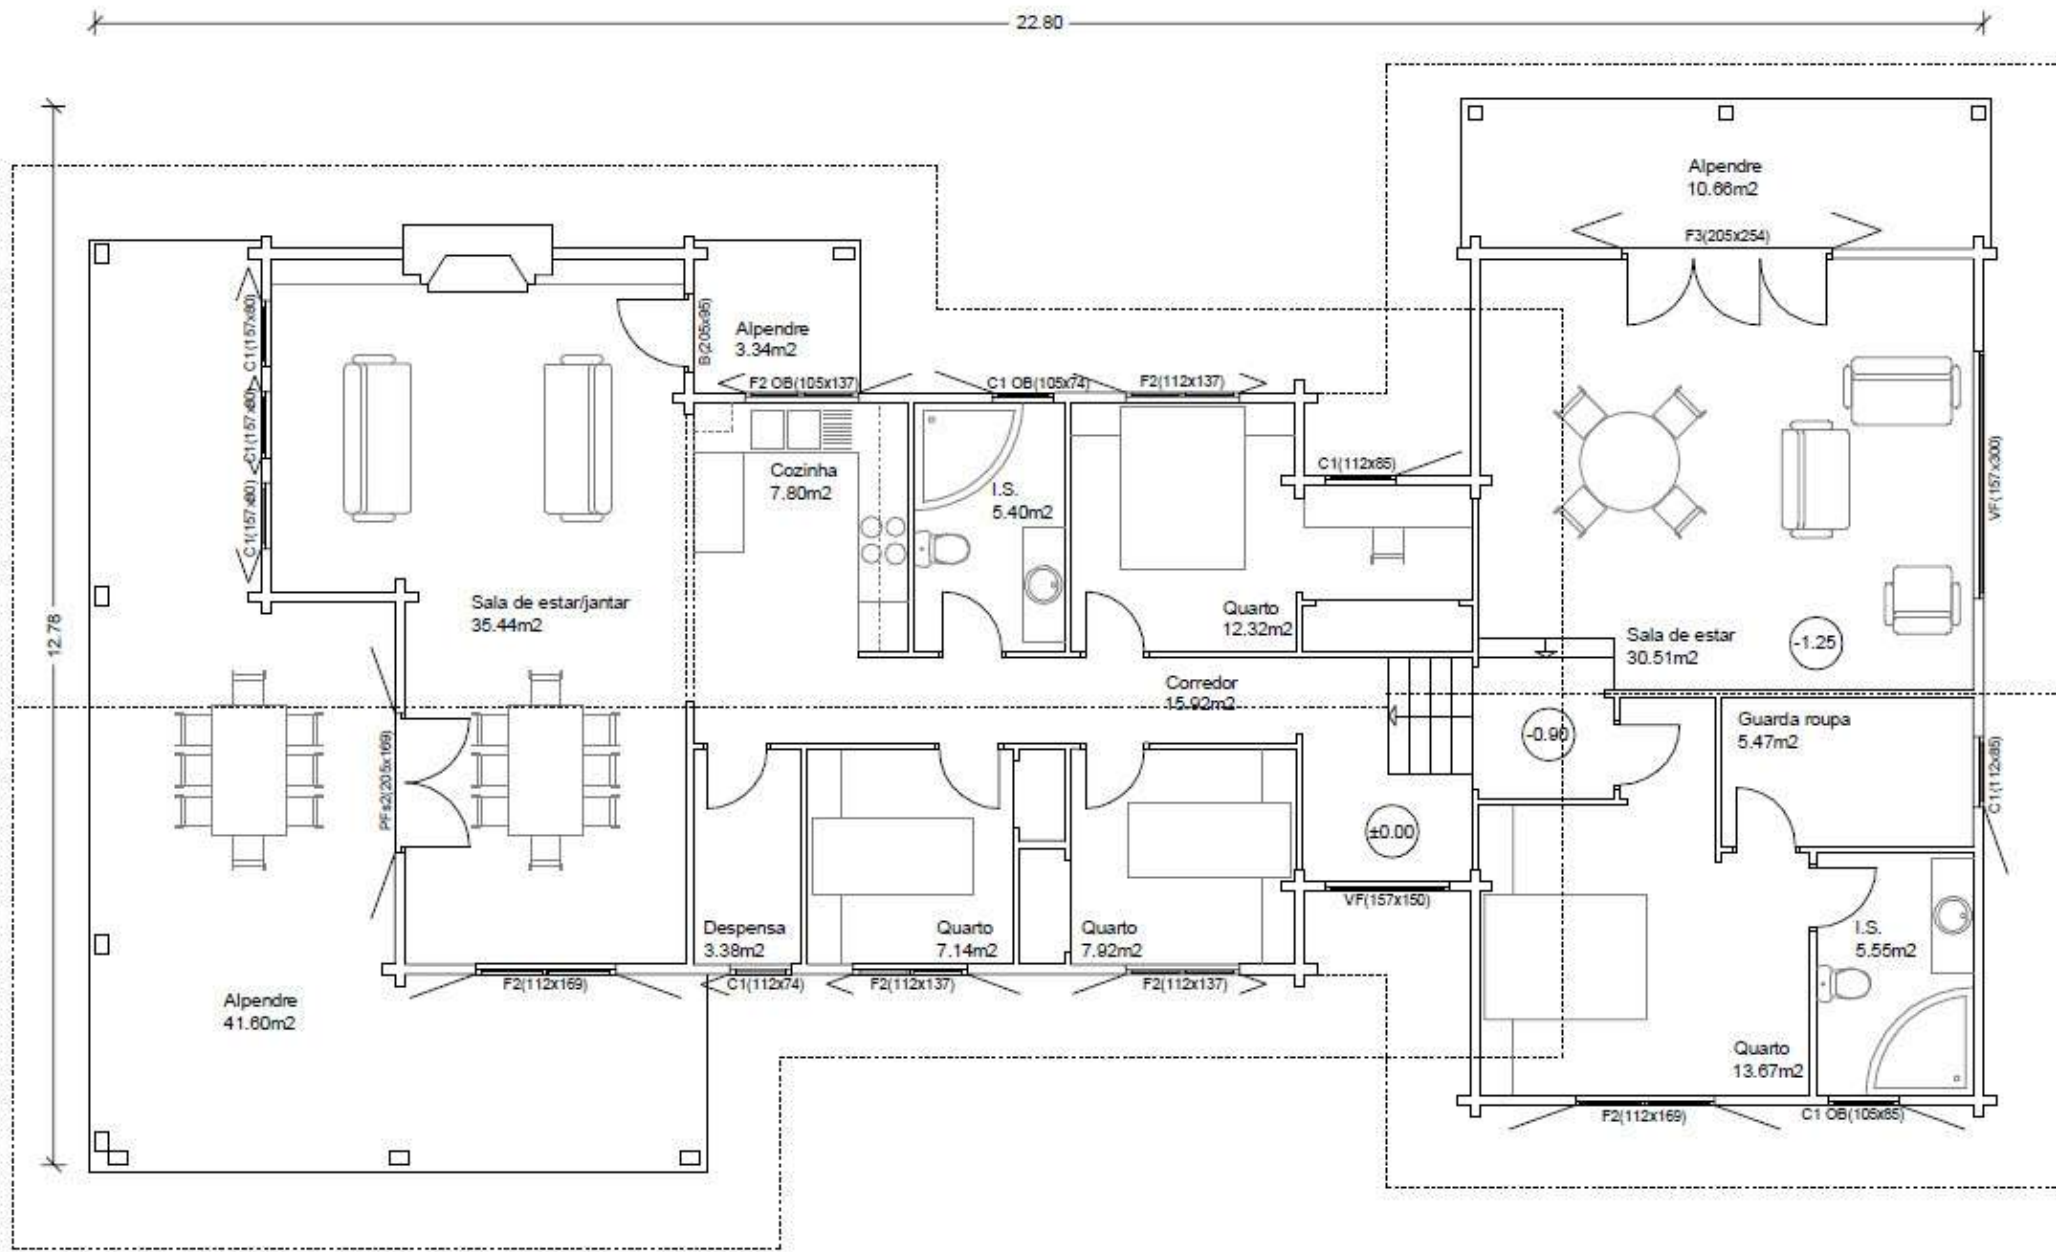 22.80
12.78
Alpendre
10.66m2
F3(205x254)
C1(157x80)
C1(157x80)
C1(157x80)
B(205x95)
Alpendre
3.34m2
F2 OB(105x137)
C1 OB(105x74)
F2(112x137)
Cozinha
7.80m2
I.S.
5.40m2
C1(112x85)
VF(157x300)
Sala de estar/jantar
35.44m2
Quarto
12.32m2
Sala de estar
30.51m2
-1.25
Corredor
15.92m2
PFs2(205x169)
-0.90
Guarda roupa
5.47m2
C1(112x85)
±0.00
VF(157x150)
Despensa
3.38m2
Quarto
7.14m2
Quarto
7.92m2
I.S.
5.55m2
F2(112x169)
C1(112x74)
F2(112x137)
F2(112x137)
Alpendre
41.60m2
Quarto
13.67m2
F2(112x169)
C1 OB(105x85)